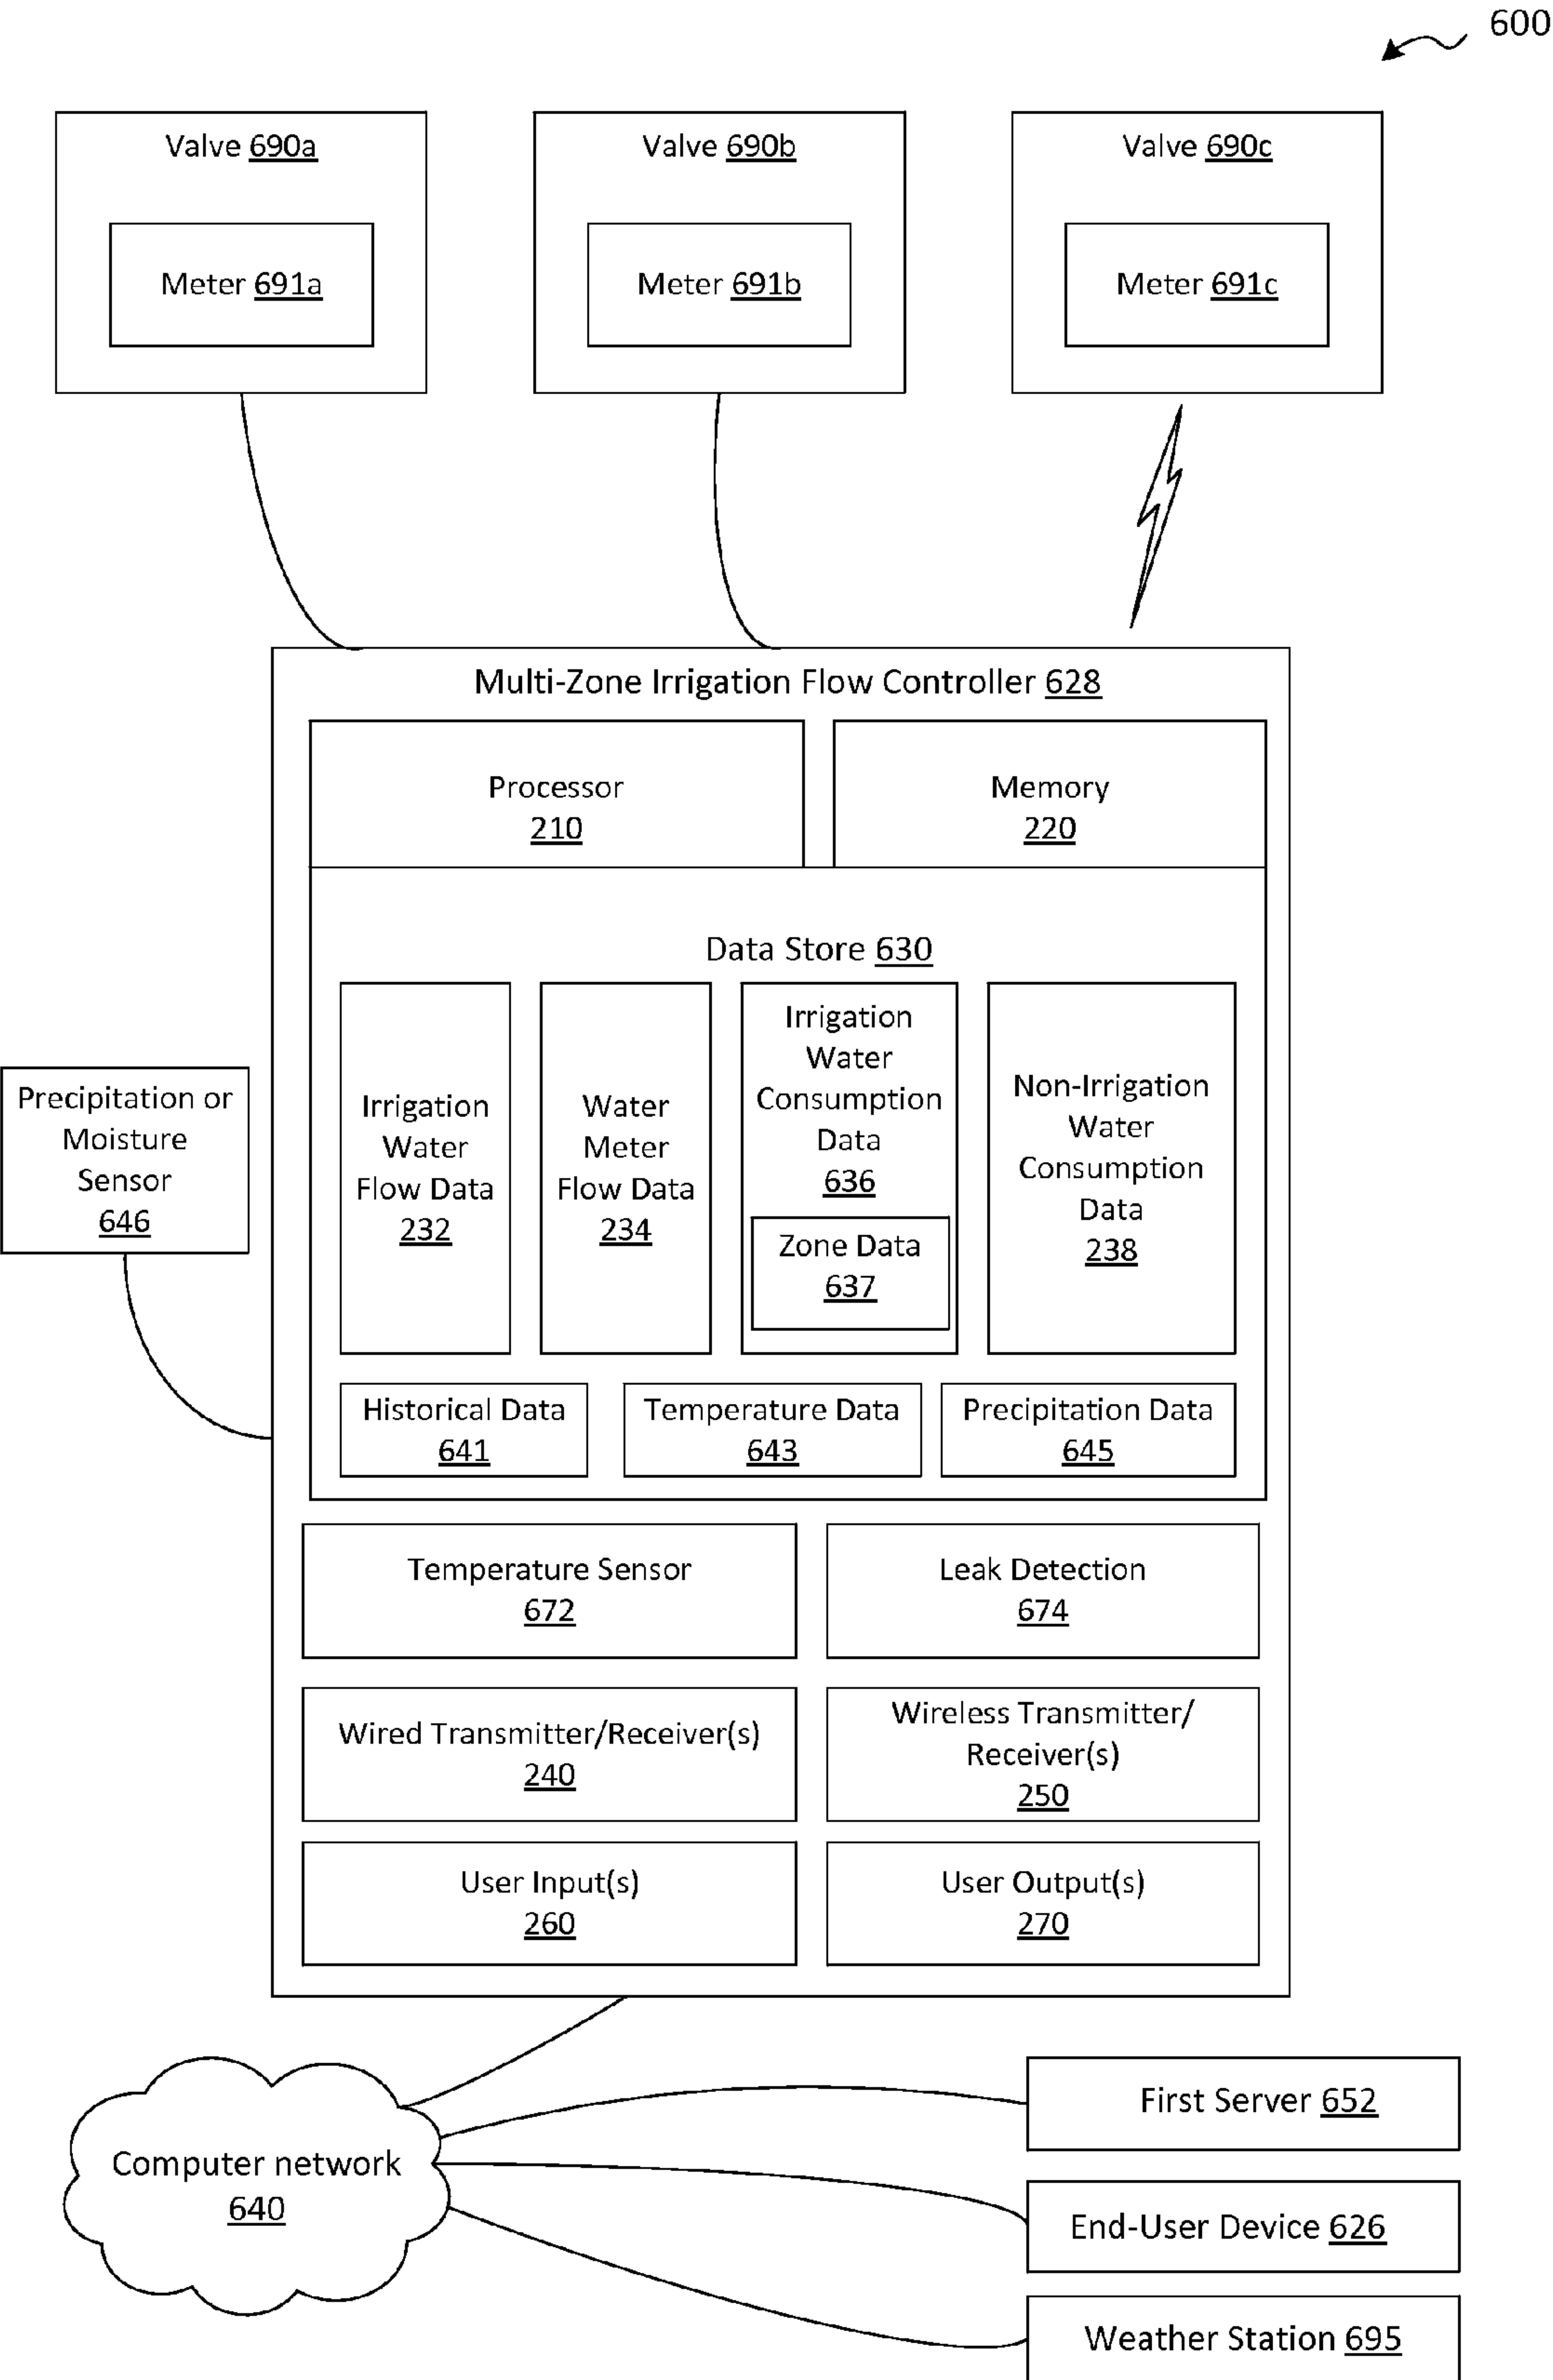 600
Valve 690a
Valve 690b
Valve 690c
Meter 691a
Meter 691b
Meter 691c
Multi-Zone Irrigation Flow Controller 628
Processor
210
Memory
220
Data Store 630
Irrigation
Water
Flow Data
232
Water
Meter
Flow Data
234
Irrigation
Water
Consumption
Data
636
Zone Data
637
Non-Irrigation
Water
Consumption
Data
238
Precipitation or
Moisture
Sensor
646
Historical Data
641
Temperature Data
643
Precipitation Data
645
Temperature Sensor
672
Leak Detection
674
Wired Transmitter/Receiver(s)
240
Wireless Transmitter/
Receiver(s)
250
User Input(s)
260
User Output(s)
270
Computer network
640
First Server 652
End-User Device 626
Weather Station 695